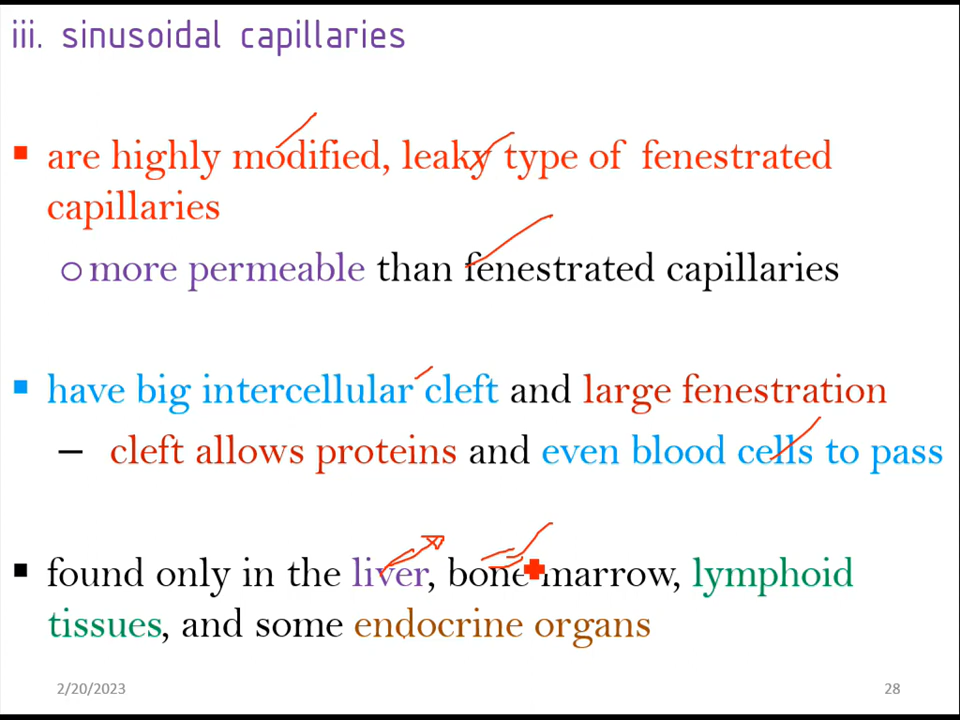 iii. sinusoidal capillaries
▪ are highly modified, leaky type of fenestrated
capillaries
o more permeable than fenestrated capillaries
▪ have big intercellular cleft and large fenestration
– cleft allows proteins and even blood cells to pass
▪ found only in the liver, bone marrow, lymphoid
tissues, and some endocrine organs
2/20/2023
28